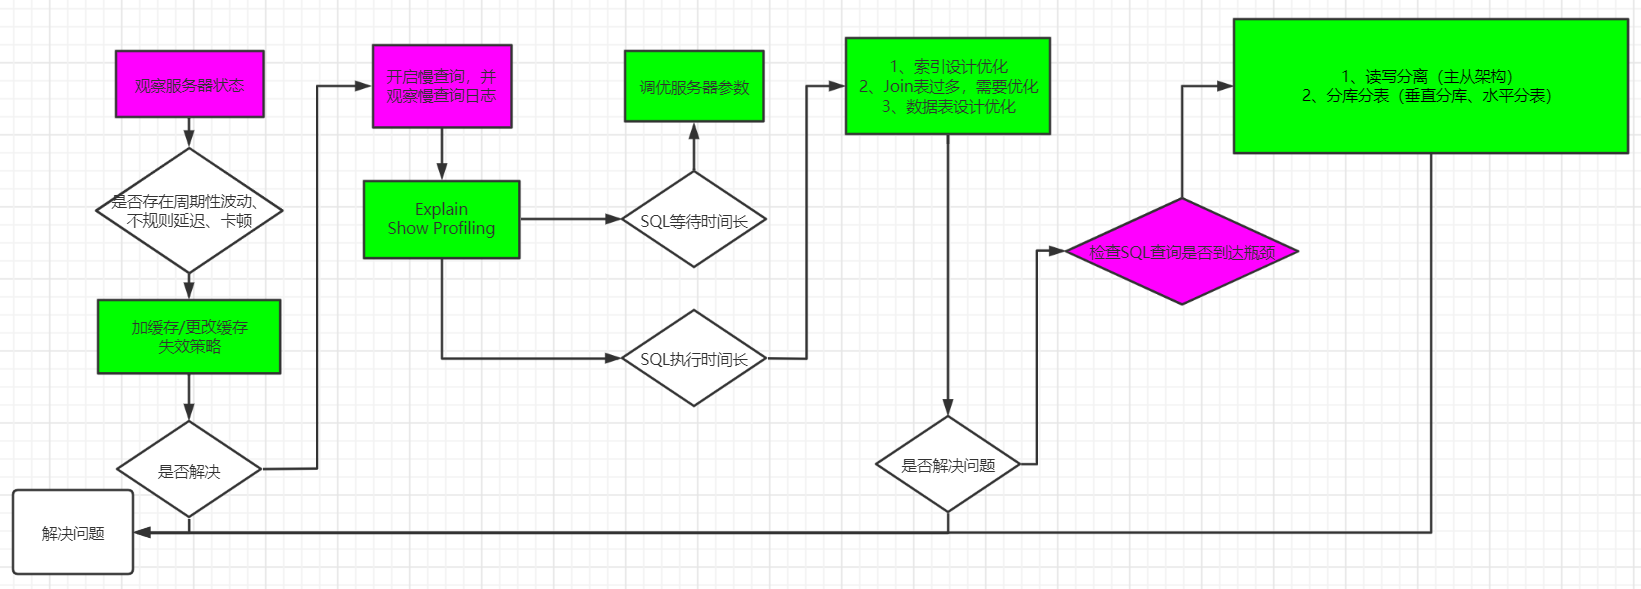 观察服务器状态
是否存在周期性波动、
不规则延迟、卡顿
加缓存/更改缓存
失效策略
是否解决
解决问题
开启慢查询，并
观察慢查询日志
Explain
Show Profiling
调优服务器参数
SQL等待时间长
SQL执行时间长
1、索引设计优化
2、Join表过多，需要优化
3、数据表设计优化
是否解决问题
检查SQL查询是否到达瓶颈
1、读写分离（主从架构）
2、分库分表（垂直分库、水平分表）